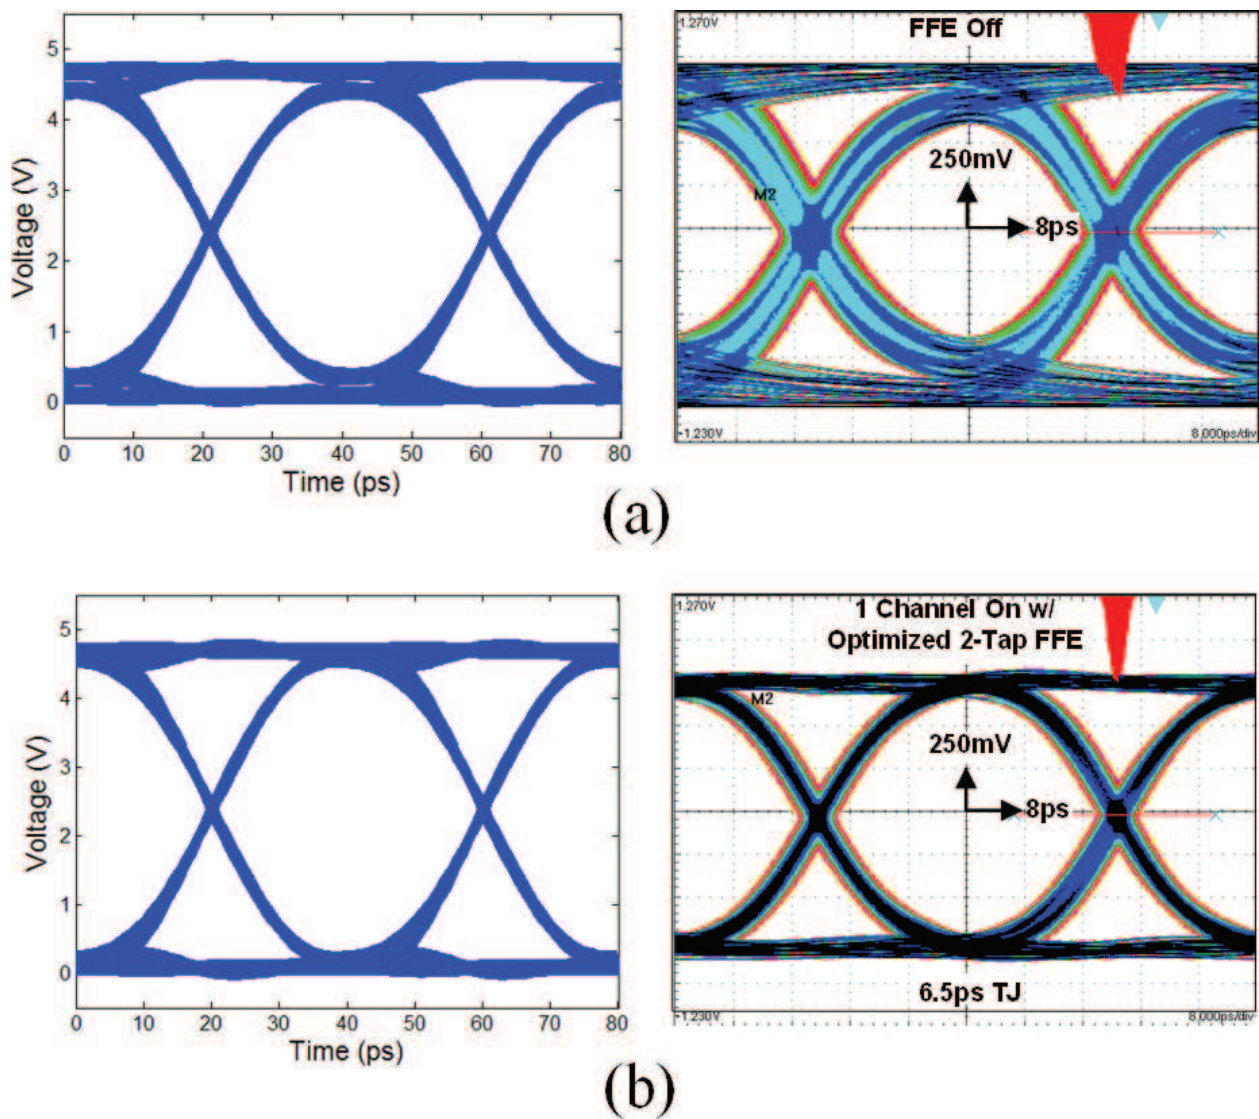 5
4
3
2
1
0
Voltage (V)
0 10 20 30 40 50 60 70 80
Time (ps)
1.270V
FFE Off
250mV
M2
8ps
-1.230V
8.000ps/div
(a)
5
4
3
2
1
0
Voltage (V)
0 10 20 30 40 50 60 70 80
Time (ps)
1.270V
1 Channel On w/
Optimized 2-Tap FFE
M2
250mV
8ps
6.5ps TJ
-1.230V
8.000ps/div
(b)